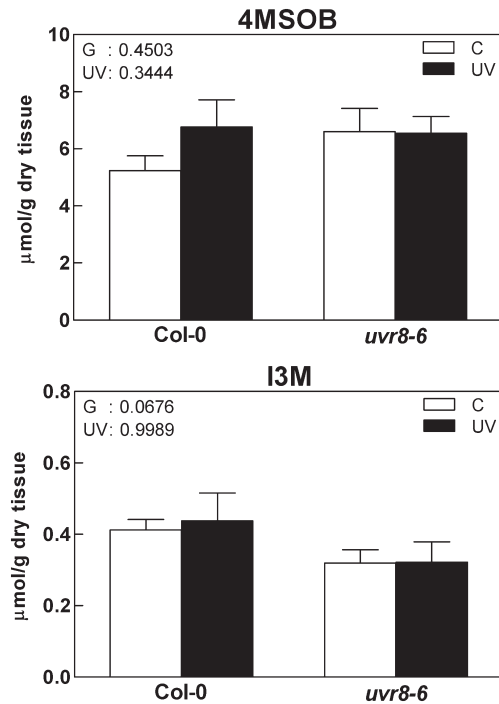 4MSOB
G : 0.4503
UV: 0.3444
C
UV
μmol/g dry tissue
10
8
6
4
2
0
Col-0
uvr8-6
I3M
G : 0.0676
UV: 0.9989
C
UV
μmol/g dry tissue
0.8
0.6
0.4
0.2
0.0
Col-0
uvr8-6